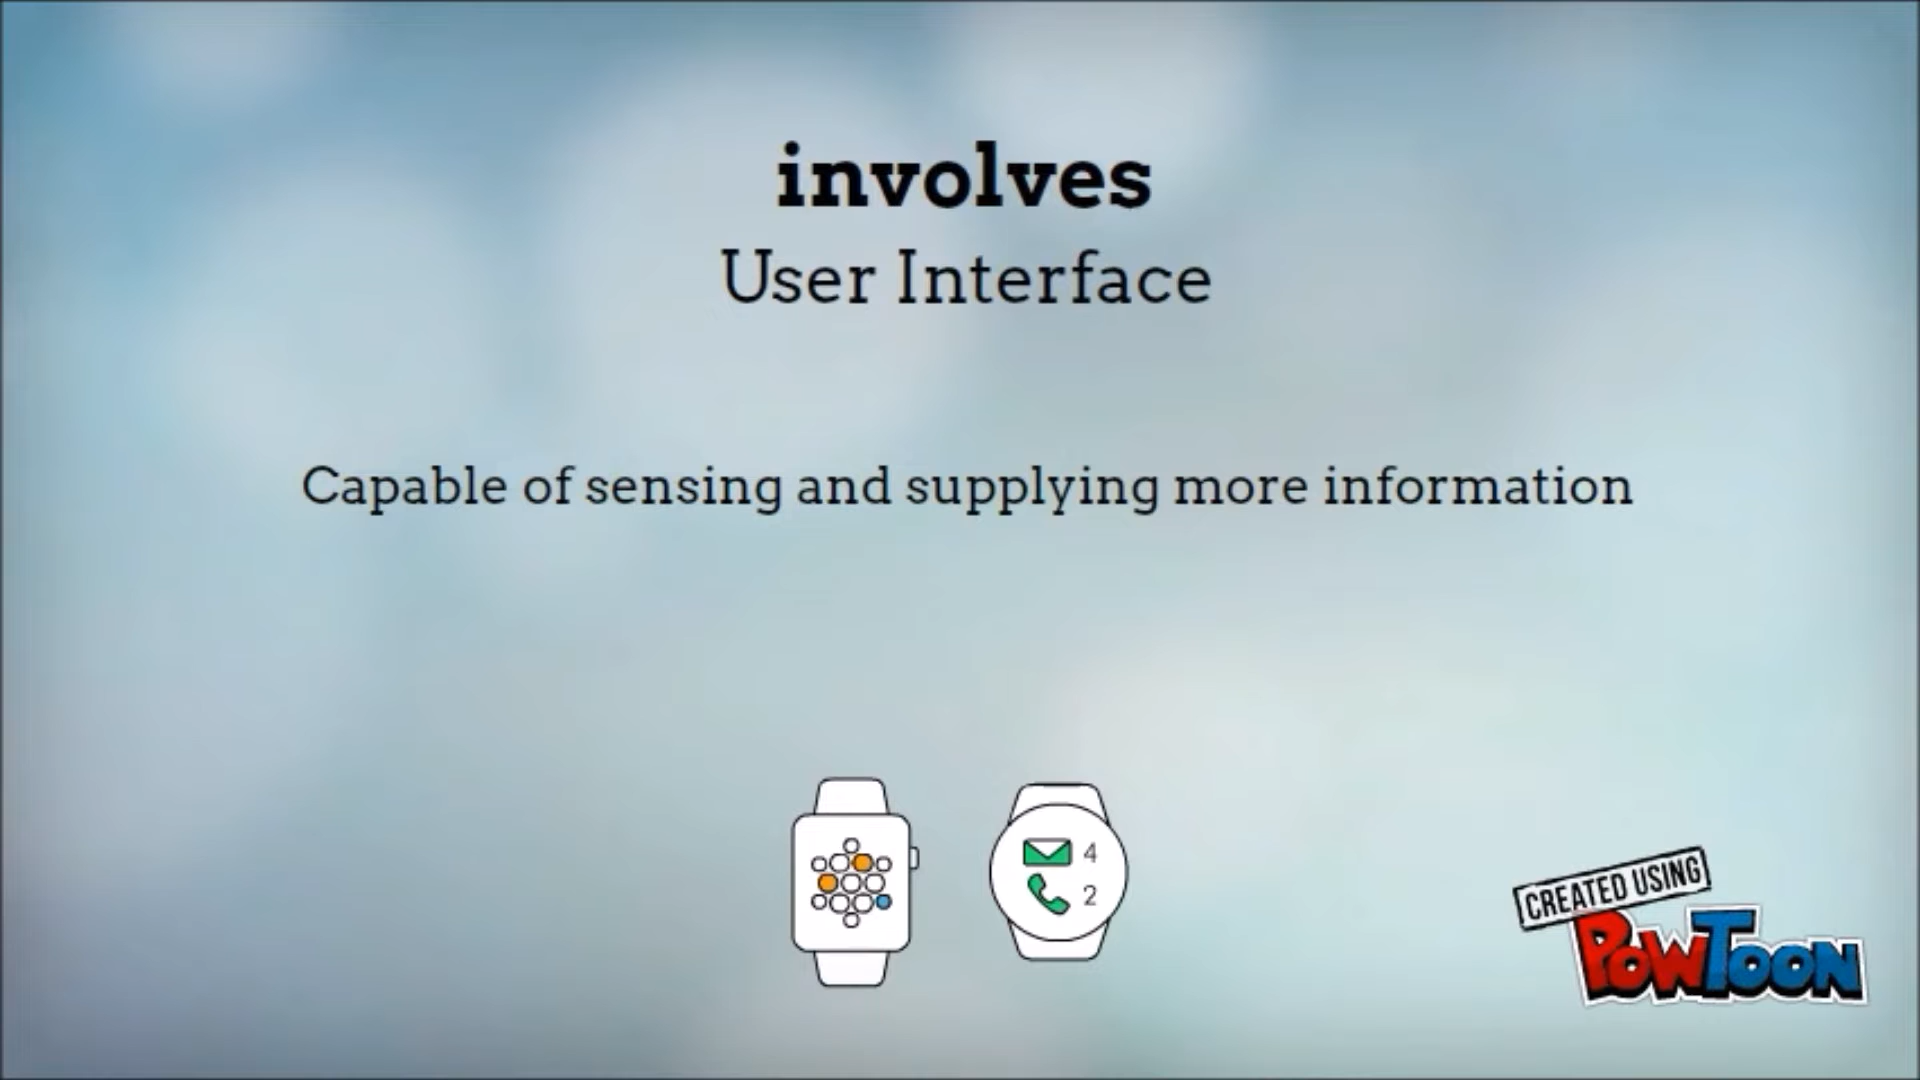 involves
User Interface
Capable of sensing and supplying more information
4
2
CREATED USING
POWTOON